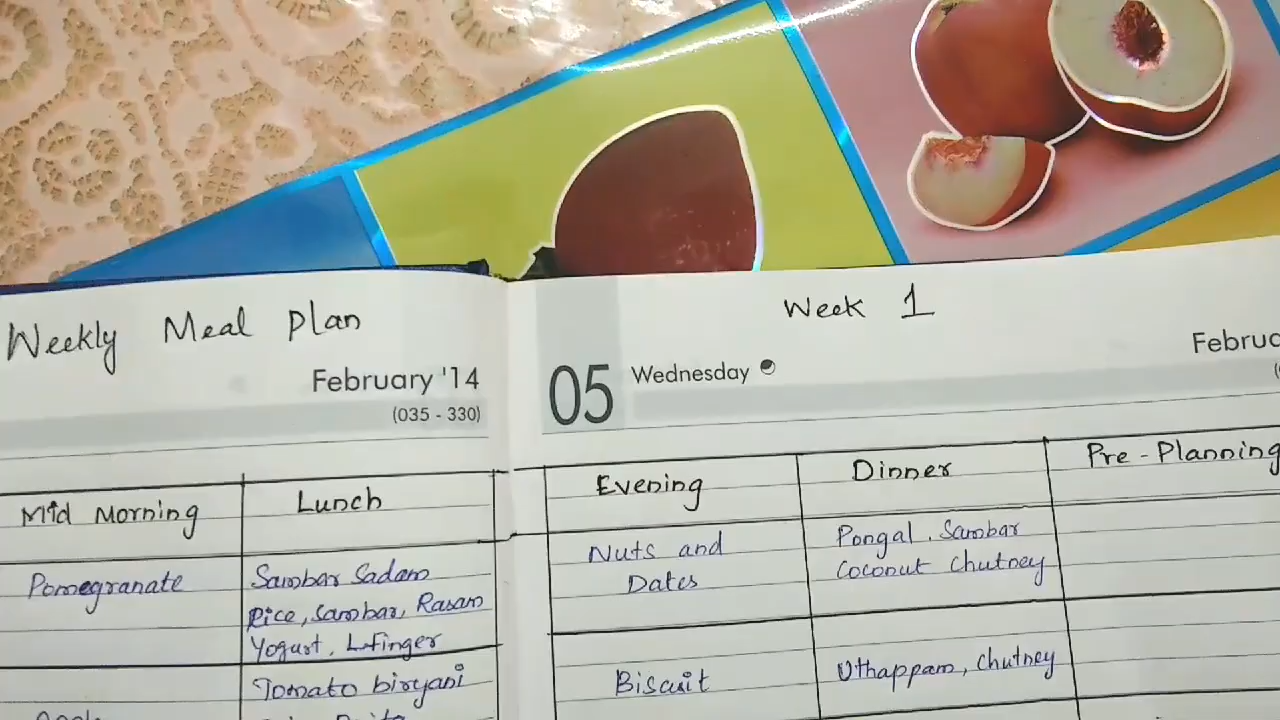 Weekly Meal Plan
February '14
(035 - 330)
Mid Morning
Lunch
Pomegranate
Sambar Sadam
Rice, Sambar, Rasam
Yogurt, L.finger
Tomato biryani
Week 1
05 Wednesday
Februa
Evening
Dinner
Pre - Planning
Nuts and
Dates
Pongal, Sambar
Coconut Chutney
Biscuit
Uthappam, Chutney